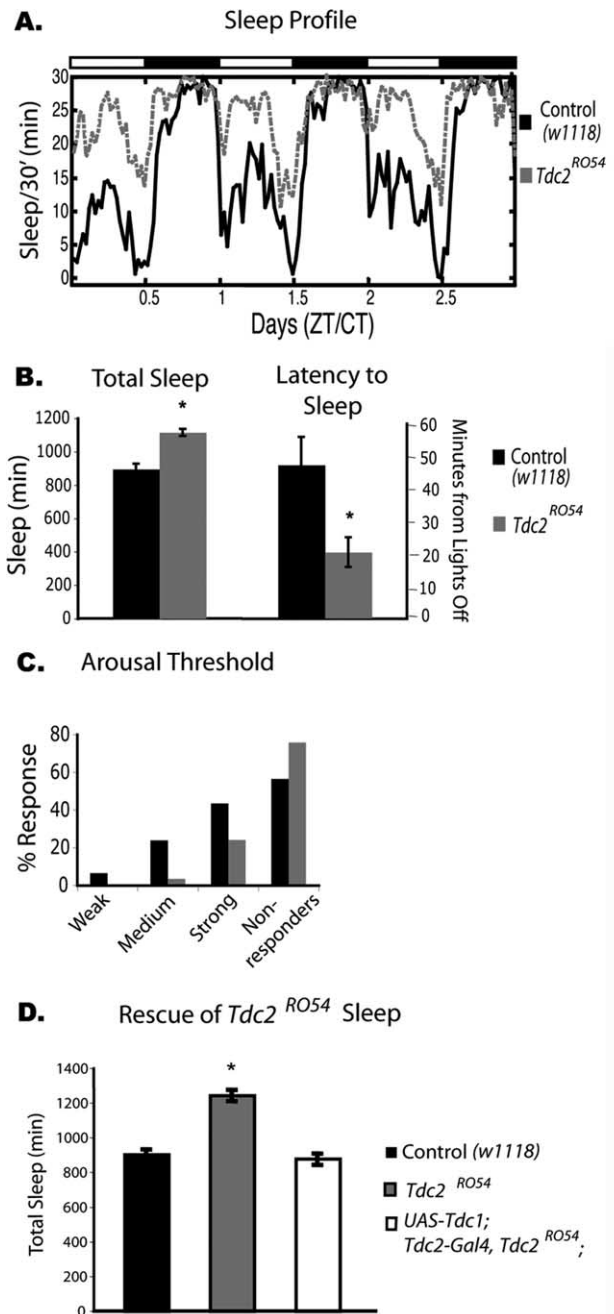 A.
Sleep Profile
30
25
20
15
10
5
0
Sleep/30' (min)
0.5
1
1.5
2
2.5
Days (ZT/CT)
Control
(w1118)
Tdc2 RO54
B.
Total Sleep
Latency to
Sleep
*
*
1200
1000
800
600
400
200
0
Sleep (min)
60
50
40
30
20
10
0
Minutes from Lights Off
Control
(w1118)
Tdc2 RO54
C.
Arousal Threshold
80
60
40
20
0
% Response
Weak
Medium
Strong
Non-
responders
D.
Rescue of Tdc2 RO54 Sleep
*
1400
1200
1000
800
600
400
200
0
Total Sleep (min)
Control (w1118)
Tdc2 RO54
UAS-Tdc1;
Tdc2-Gal4, Tdc2 RO54;